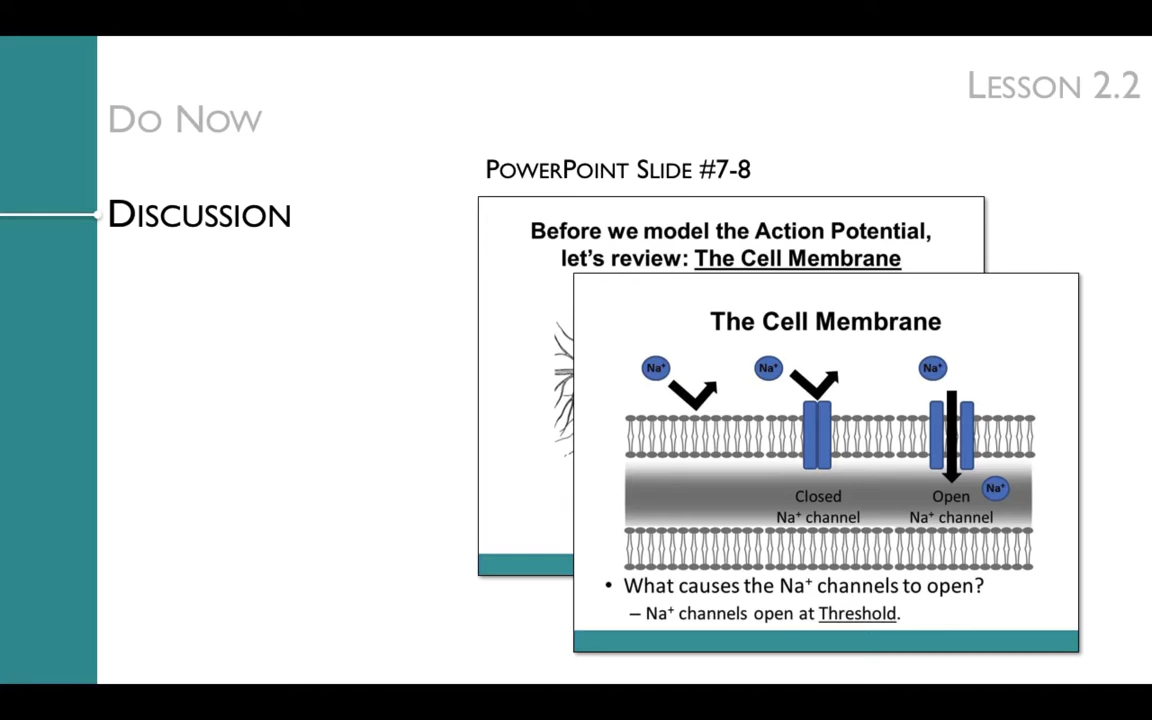 LESSON 2.2
DO NOW
DISCUSSION
POWERPOINT SLIDE #7-8
Before we model the Action Potential,
let's review: The Cell Membrane
The Cell Membrane
Na⁺ Na⁺ Na⁺
Na⁺
Closed
Na⁺ channel
Open
Na⁺ channel
• What causes the Na⁺ channels to open?
– Na⁺ channels open at Threshold.